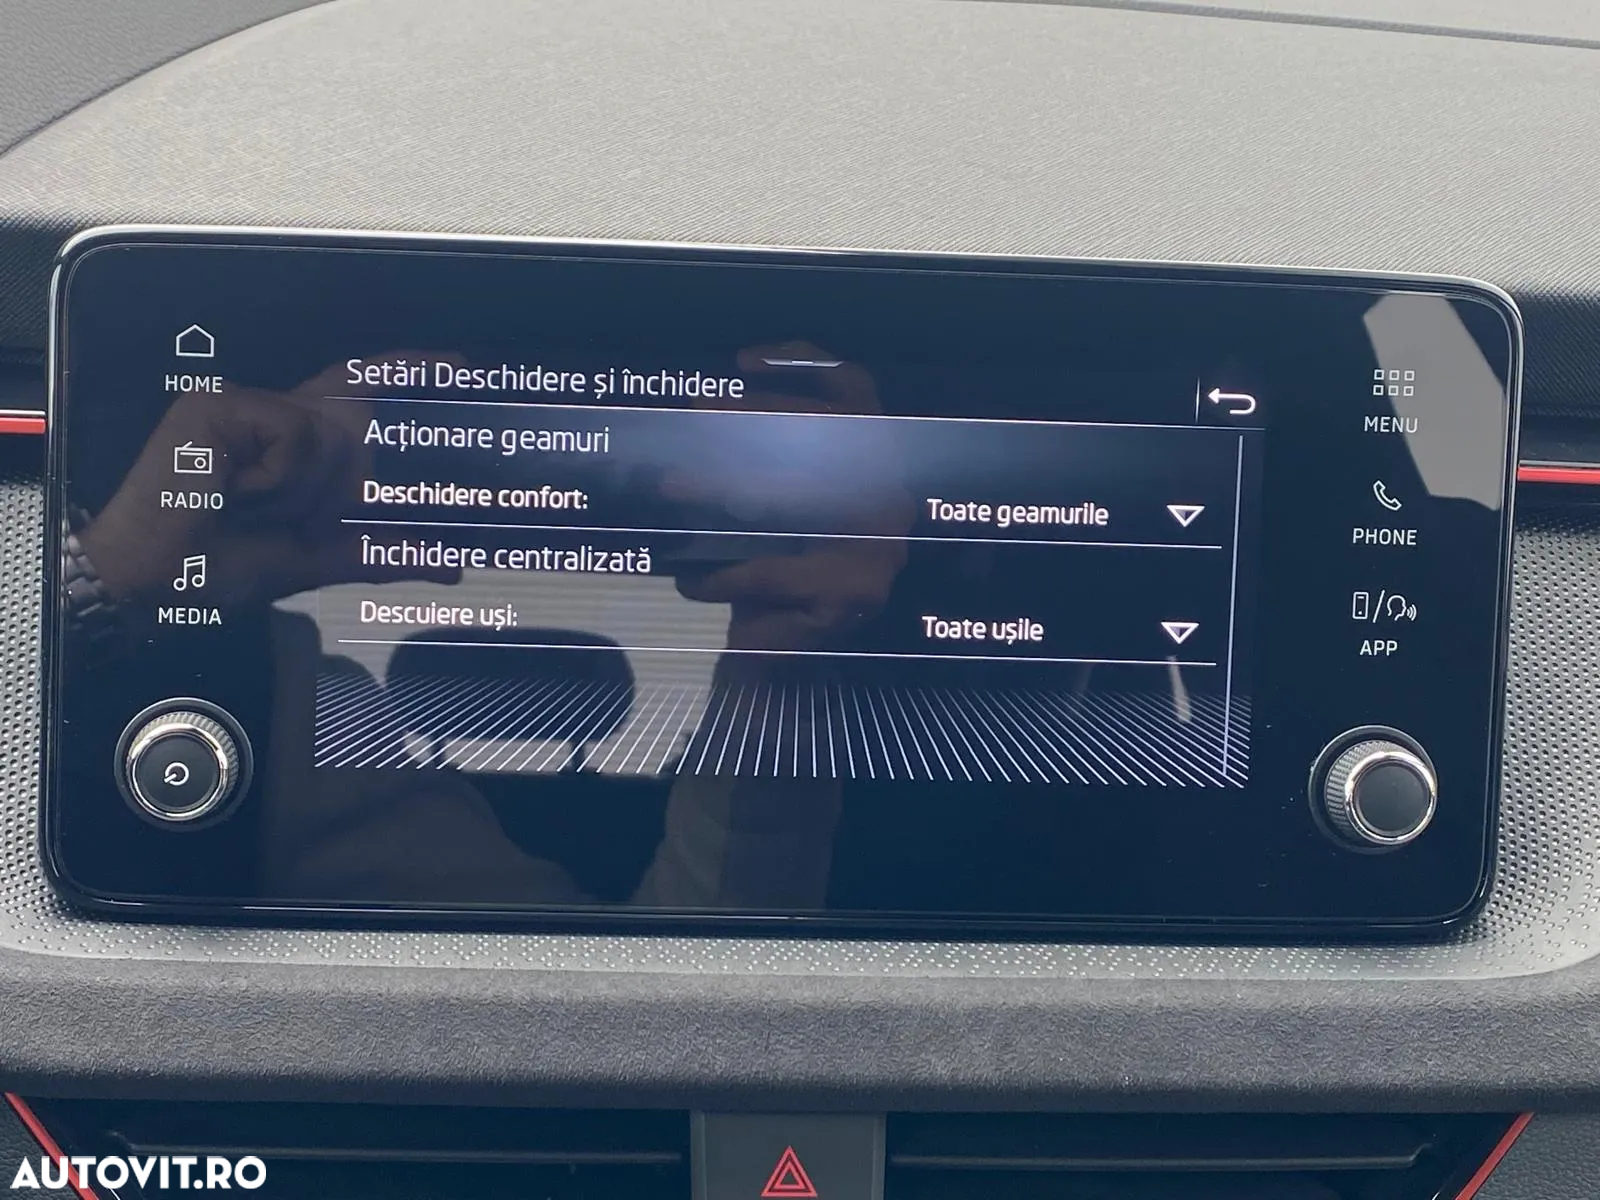 HOME
RADIO
MEDIA
Setări Deschidere și închidere
Acționare geamuri
Deschidere confort:
Toate geamurile
Închidere centralizată
Descuiere uși:
Toate ușile
MENU
PHONE
APP
AUTOVIT.RO